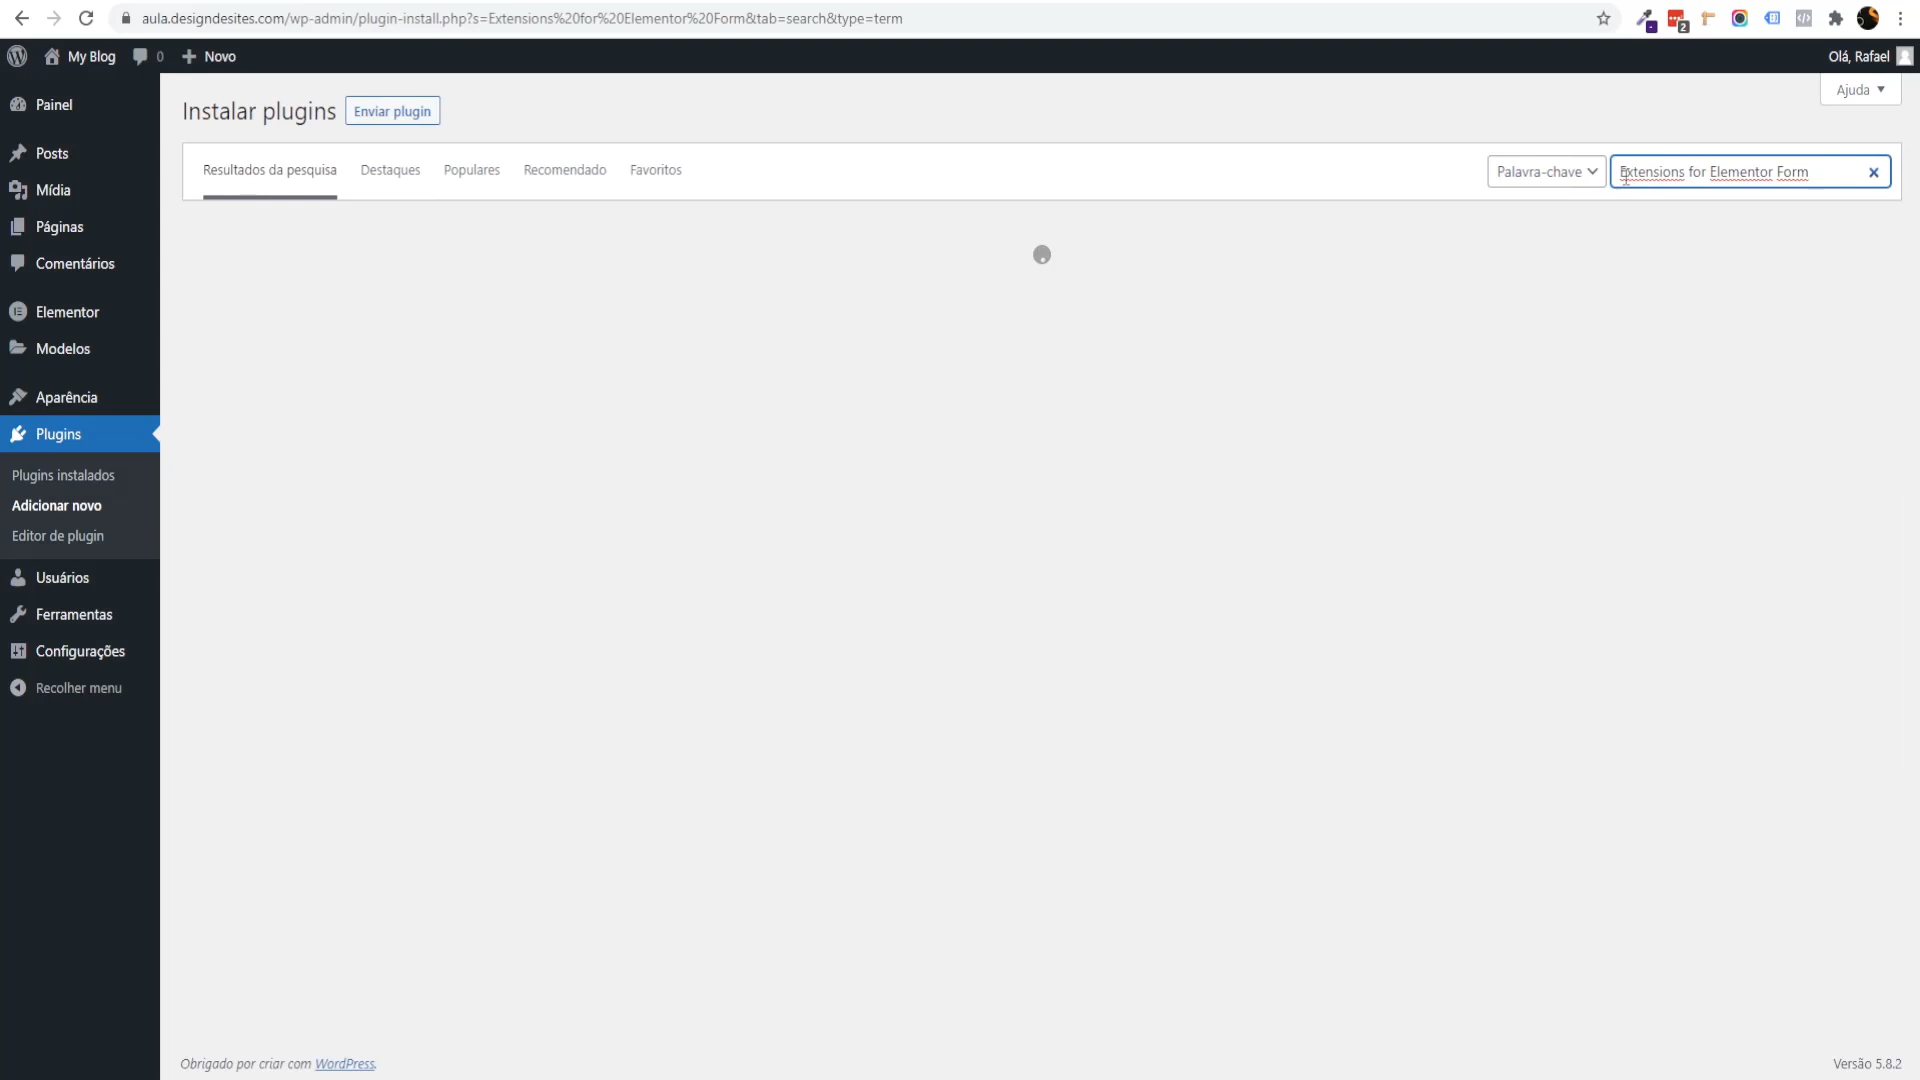 aula.designdesites.com/wp-admin/plugin-install.php?s=Extensions%20for%20Elementor%20Form&tab=search&type=term
2
My Blog
0
Novo
Olá, Rafael
Painel
Posts
Mídia
Páginas
Comentários
Elementor
Modelos
Aparência
Plugins
Plugins instalados
Adicionar novo
Editor de plugin
Usuários
Ferramentas
Configurações
Recolher menu
Ajuda
Instalar plugins
Enviar plugin
Resultados da pesquisa
Destaques
Populares
Recomendado
Favoritos
Palavra-chave
Extensions for Elementor Form
Obrigado por criar com WordPress.
Versão 5.8.2